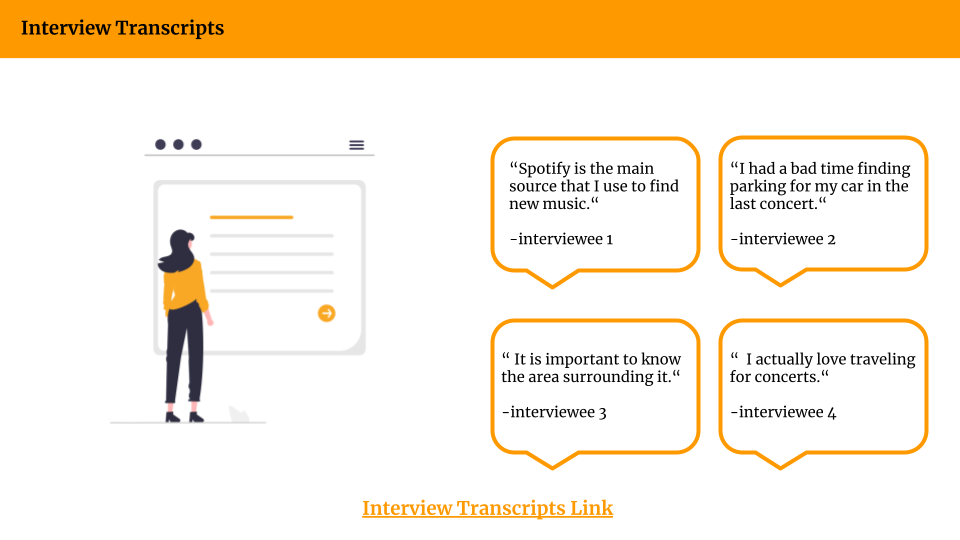 Interview Transcripts
“Spotify is the main
source that I use to find
new music.“
-interviewee 1
“I had a bad time finding
parking for my car in the
last concert.“
-interviewee 2
“ It is important to know
the area surrounding it.“
-interviewee 3
“  I actually love traveling
for concerts.“
-interviewee 4
Interview Transcripts Link